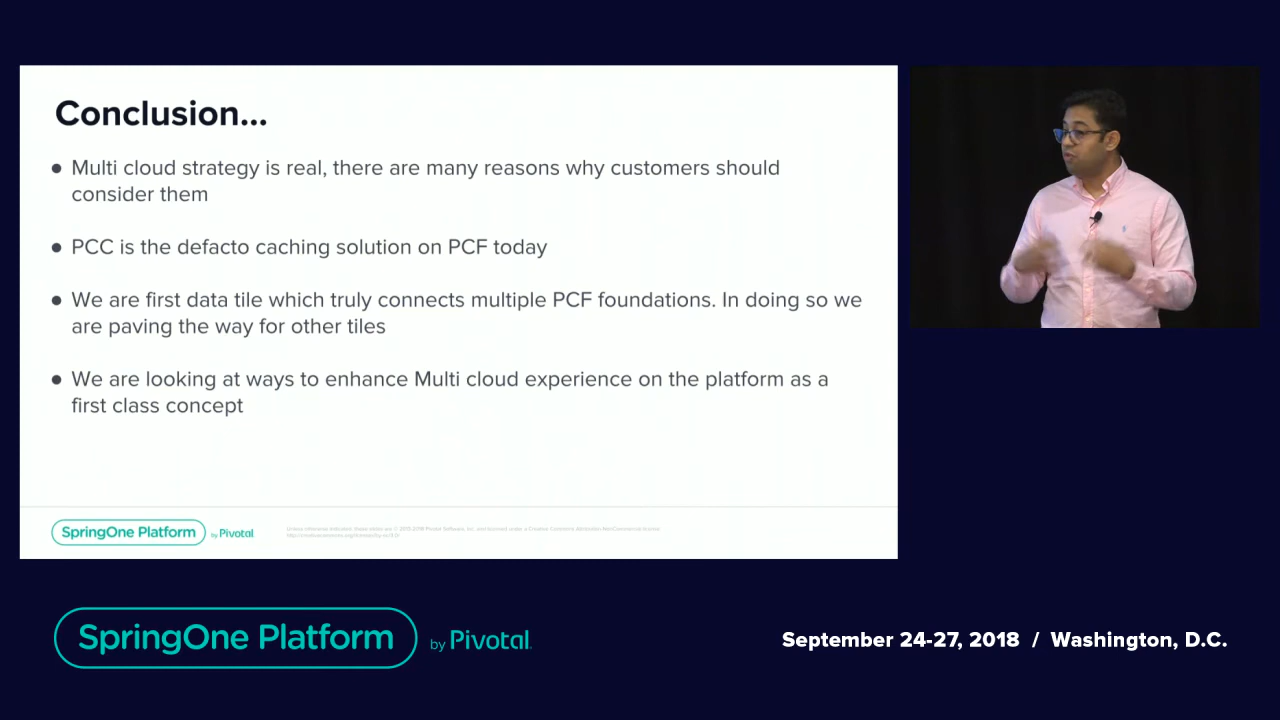 Conclusion...
● Multi cloud strategy is real, there are many reasons why customers should
consider them
● PCC is the defacto caching solution on PCF today
● We are first data tile which truly connects multiple PCF foundations. In doing so we
are paving the way for other tiles
● We are looking at ways to enhance Multi cloud experience on the platform as a
first class concept
SpringOne Platform by Pivotal
SpringOne Platform by Pivotal.
September 24-27, 2018 / Washington, D.C.